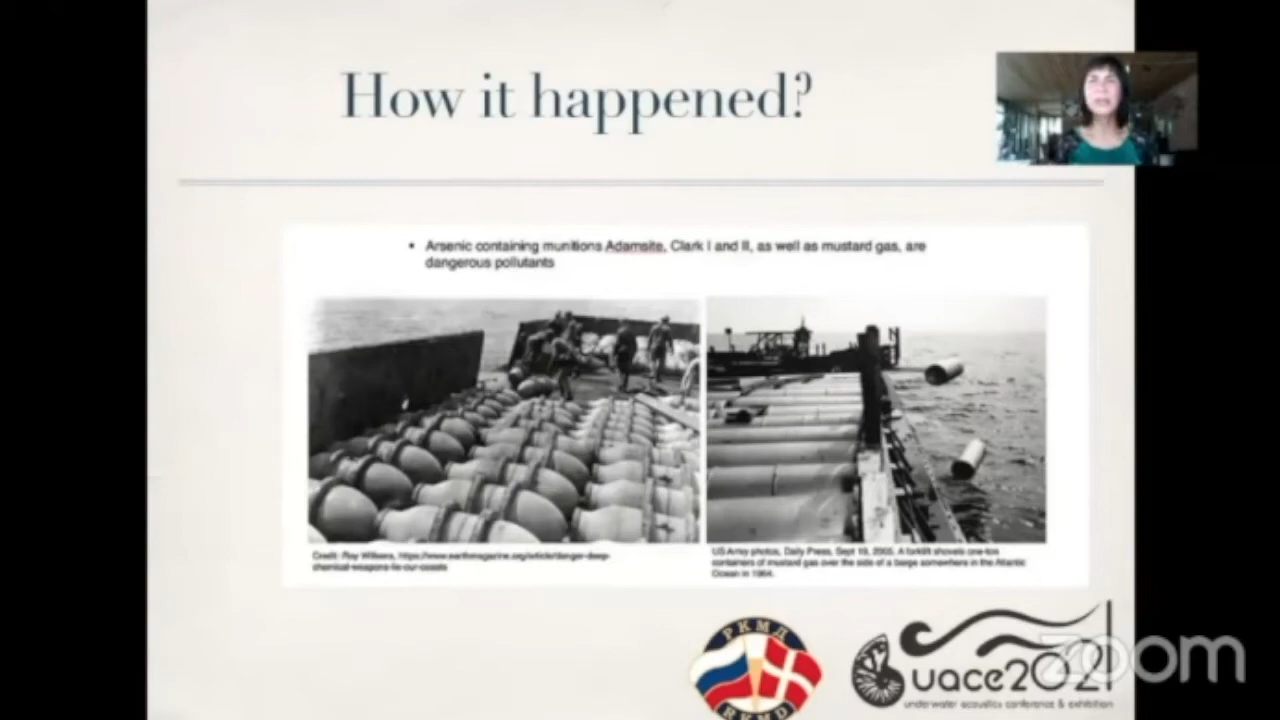 How it happened?
• Arsenic containing munitions Adamsite, Clark I and II, as well as mustard gas, are
dangerous pollutants
Credit: Ray Wilkens, https://www.earthmagazine.org/article/danger-deep-
chemical-weapons-lie-our-coasts
US Army photos, Daily Press, Sept 19, 2005. A forklift shovels one-ton
containers of mustard gas over the side of a barge somewhere in the Atlantic
Ocean in 1964.
РКМД
RKMD
uace2021
underwater acoustics conference & exhibition
zoom